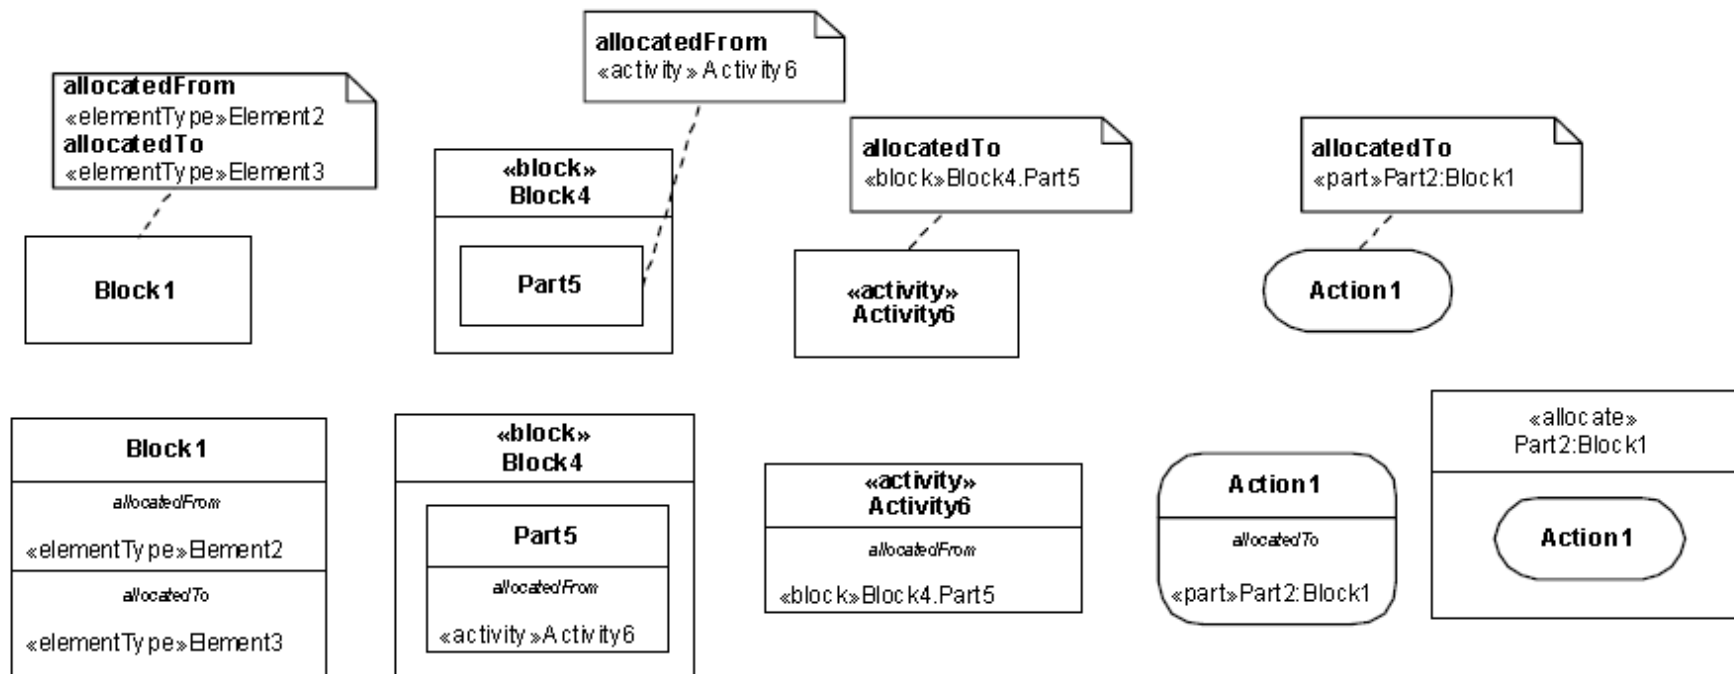 allocatedFrom
«elementType»Element2
allocatedTo
«elementType»Element3
Block1
allocatedFrom
«activity»Activity6
«block»
Block4
Part5
allocatedTo
«block»Block4.Part5
«activity»
Activity6
allocatedTo
«part»Part2:Block1
Action1
Block1
allocatedFrom
«elementType»Element2
allocatedTo
«elementType»Element3
«block»
Block4
Part5
allocatedFrom
«activity»Activity6
«activity»
Activity6
allocatedFrom
«block»Block4.Part5
Action1
allocatedTo
«part»Part2:Block1
«allocate»
Part2:Block1
Action1